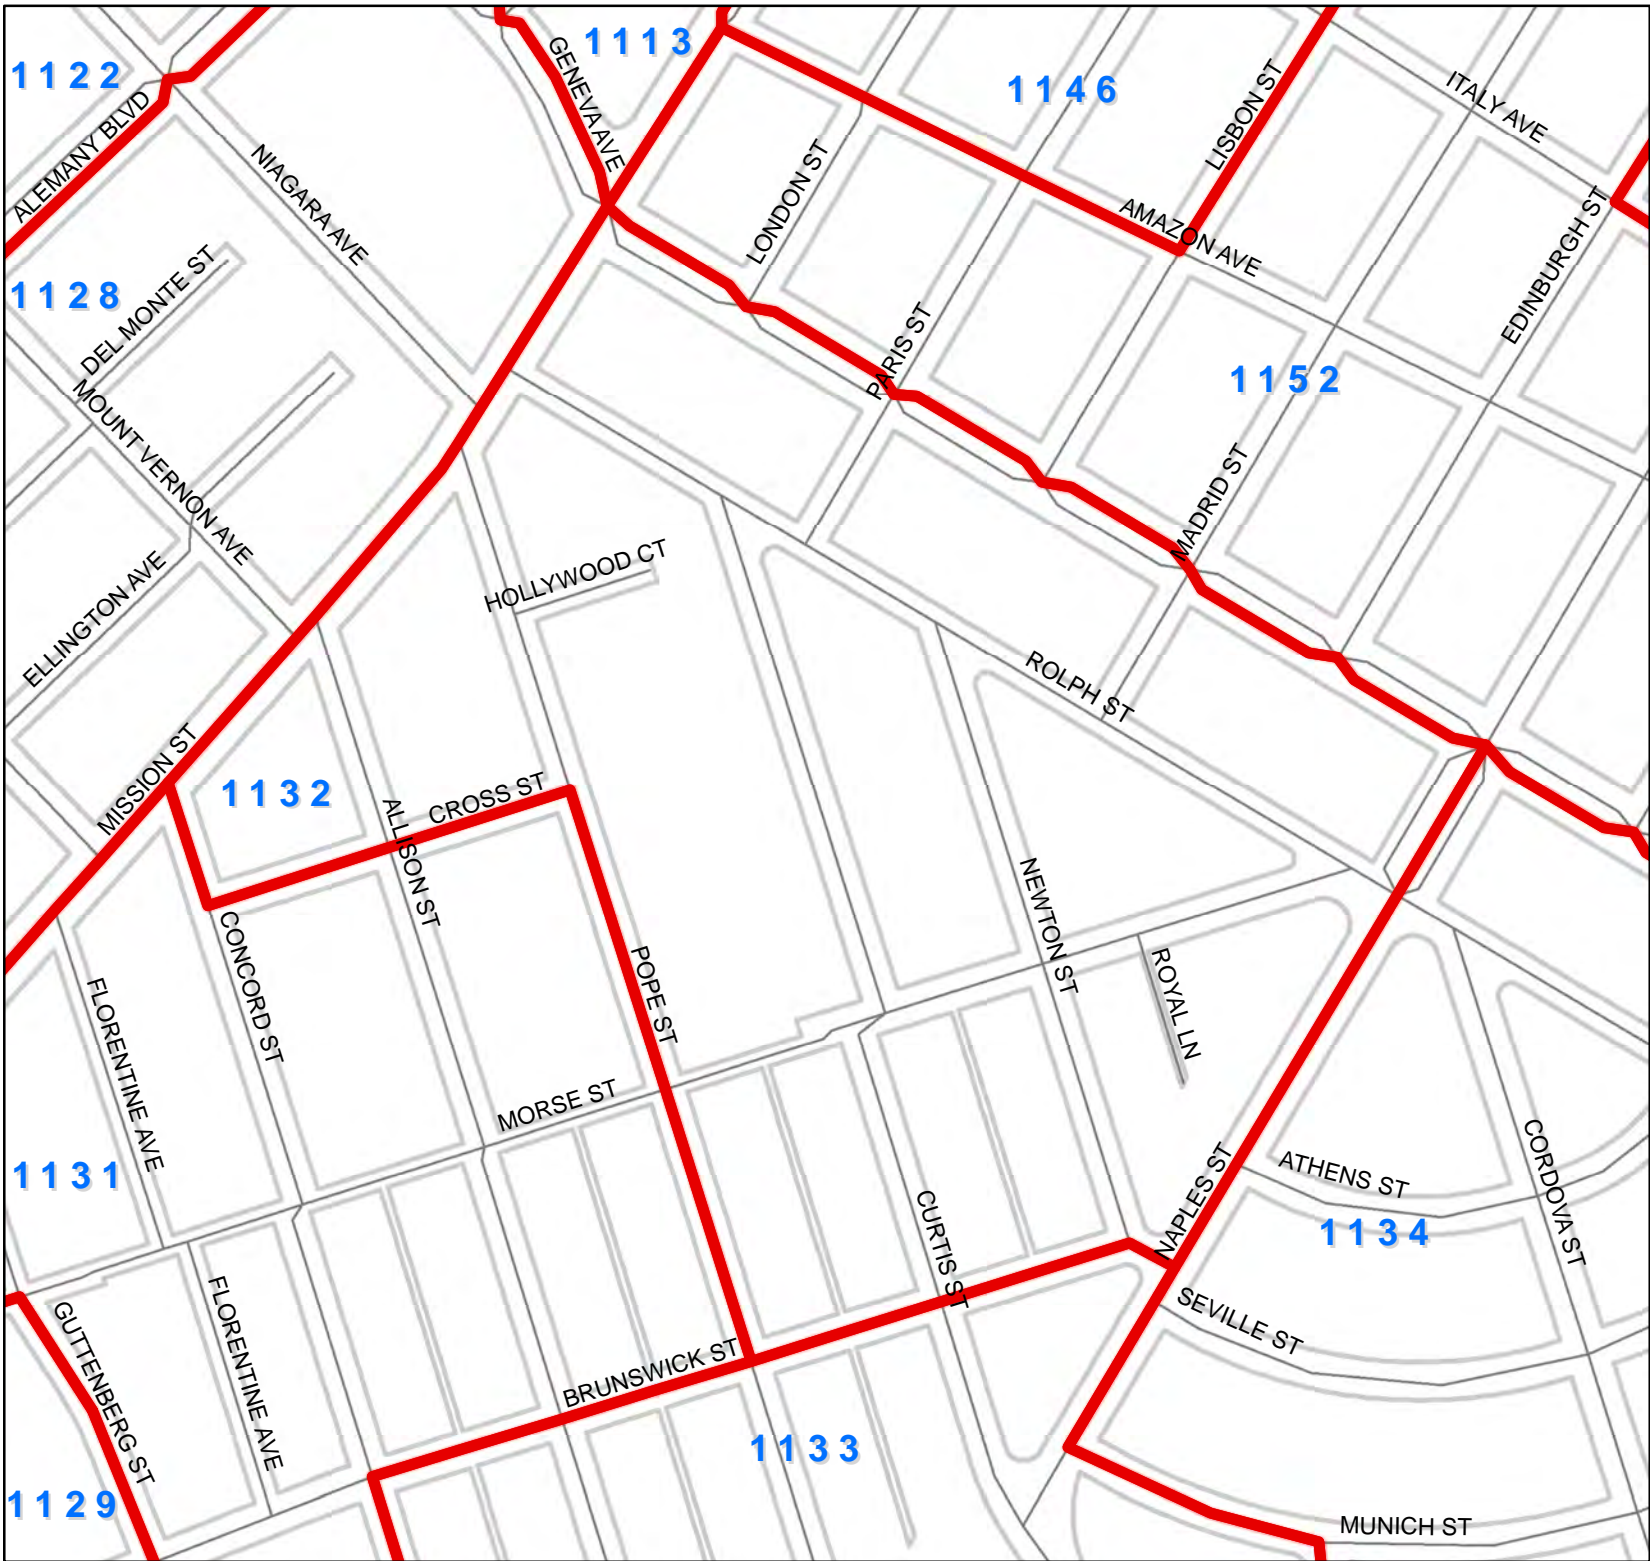 1113
1122
1146
GENEVA AVE
ALEMANY BLVD
NIAGARA AVE
LISBON ST
ITALY AVE
LONDON ST
AMAZON AVE
EDINBURGH ST
1128
DEL MONTE ST
PARIS ST
1152
MOUNT VERNON AVE
MADRID ST
HOLLYWOOD CT
ELLINGTON AVE
ROLPH ST
MISSION ST
1132
CROSS ST
ALLISON ST
NEWTON ST
CONCORD ST
POPE ST
ROYAL LN
FLORENTINE AVE
MORSE ST
1131
NAPLES ST
ATHENS ST
CORDOVA ST
1134
CURTIS ST
FLORENTINE AVE
SEVILLE ST
GUTTENBERG ST
BRUNSWICK ST
1133
1129
MUNICH ST